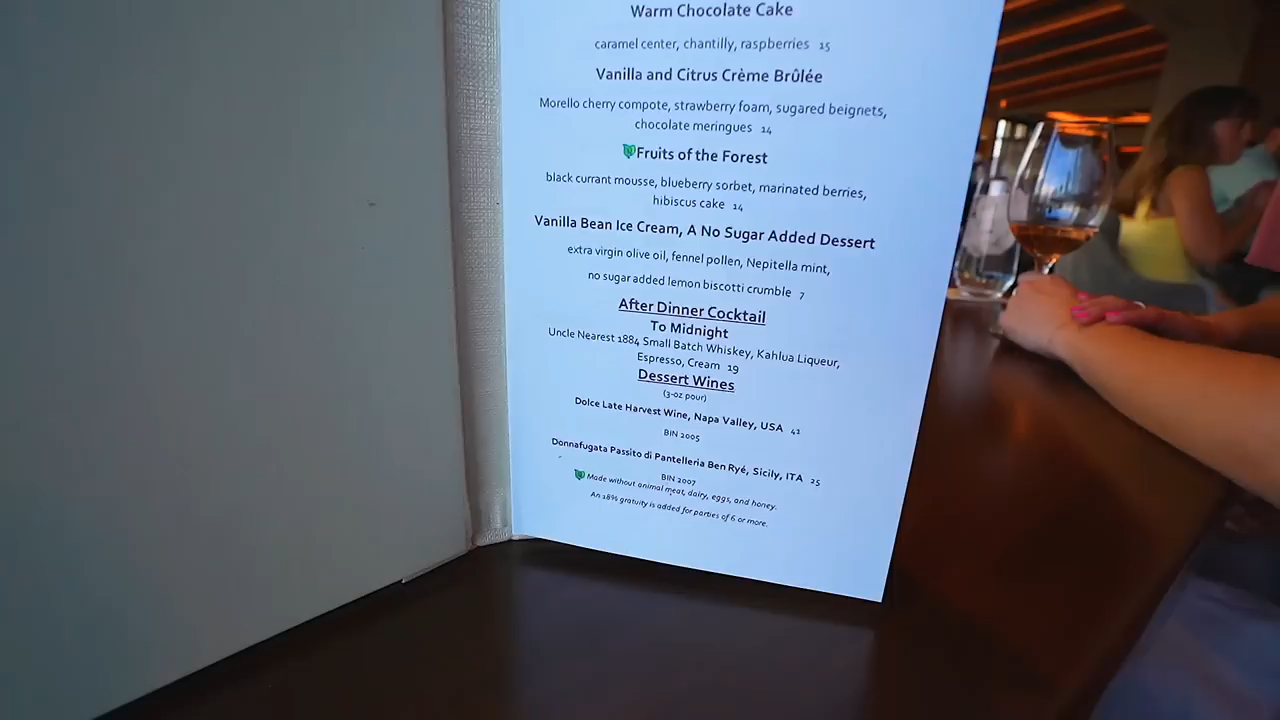 Warm Chocolate Cake
caramel center, chantilly, raspberries 15
Vanilla and Citrus Crème Brûlée
Morello cherry compote, strawberry foam, sugared beignets,
chocolate meringues 14
Fruits of the Forest
black currant mousse, blueberry sorbet, marinated berries,
hibiscus cake 14
Vanilla Bean Ice Cream, A No Sugar Added Dessert
extra virgin olive oil, fennel pollen, Nepitella mint,
no sugar added lemon biscotti crumble 7
After Dinner Cocktail
To Midnight
Uncle Nearest 1884 Small Batch Whiskey, Kahlua Liqueur,
Espresso, Cream 19
Dessert Wines
(3-oz pour)
Dolce Late Harvest Wine, Napa Valley, USA 42
BIN 2005
Donnafugata Passito di Pantelleria Ben Ryé, Sicily, ITA 25
BIN 2007
Made without animal meat, dairy, eggs, and honey.
An 18% gratuity is added for parties of 6 or more.